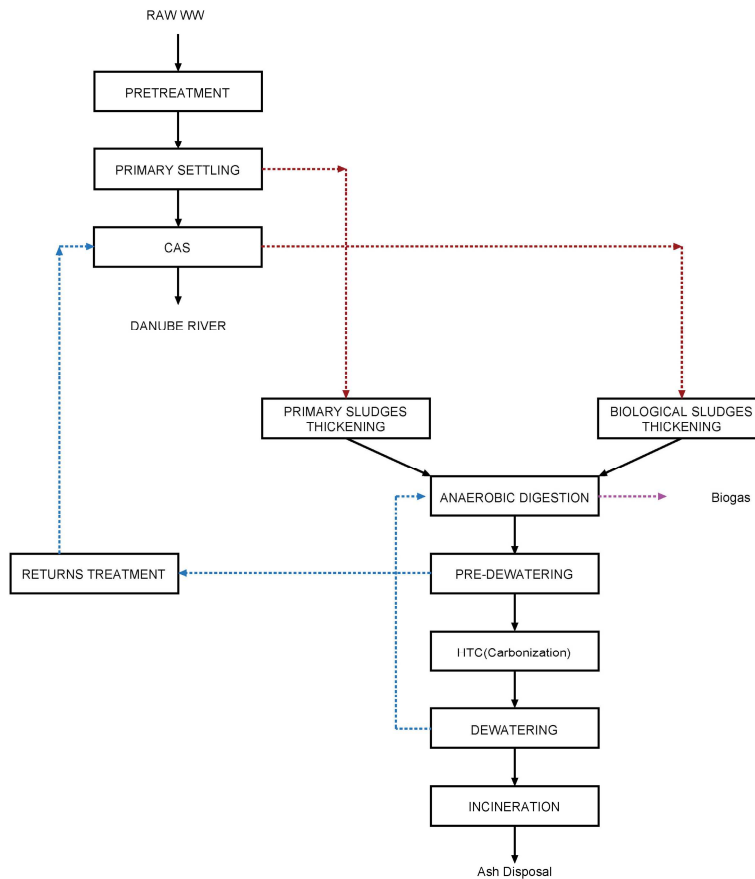 RAW WW
PRETREATMENT
PRIMARY SETTLING
CAS
DANUBE RIVER
PRIMARY SLUDGES
THICKENING
BIOLOGICAL SLUDGES
THICKENING
ANAEROBIC DIGESTION
Biogas
RETURNS TREATMENT
PRE-DEWATERING
HTC(Carbonization)
DEWATERING
INCINERATION
Ash Disposal